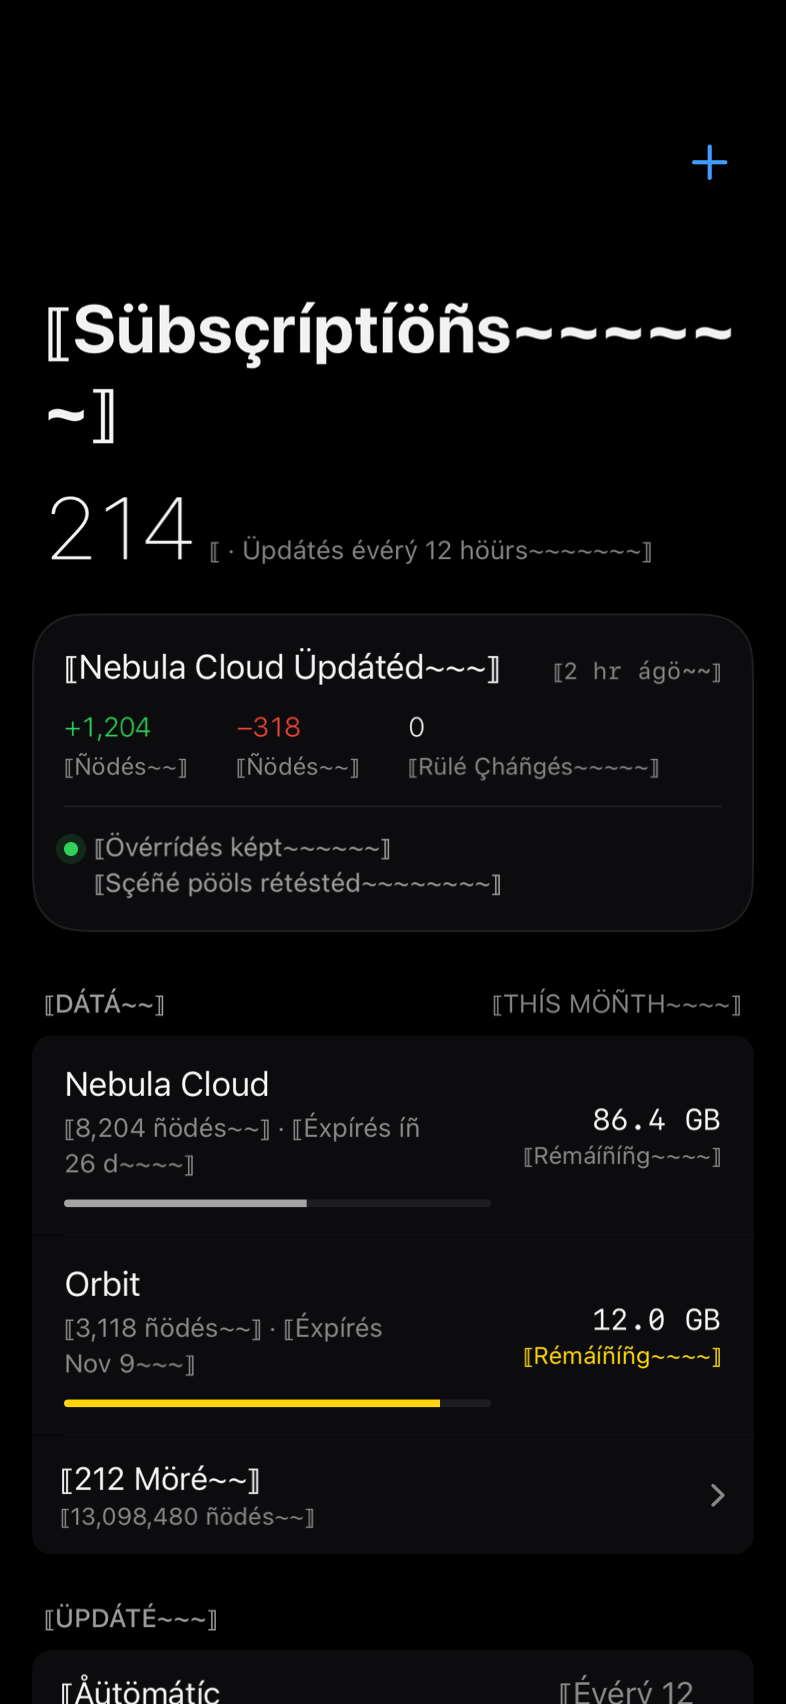 ⟦Sübsçríptíöñs~~~~~
~⟧
214 ⟦ · Üpdátés évérý 12 höürs~~~~~~~⟧
⟦Nebula Cloud Üpdátéd~~~⟧ ⟦2 hr ágö~~⟧
+1,204 −318 0
⟦Ñödés~~⟧ ⟦Ñödés~~⟧ ⟦Rülé Çháñgés~~~~~⟧
⟦Övérrídés képt~~~~~~⟧
⟦Sçéñé pööls rétéstéd~~~~~~~~⟧
⟦DÁTÁ~~⟧ ⟦THÍS MÖÑTH~~~~⟧
Nebula Cloud
86.4 GB
⟦8,204 ñödés~~⟧ · ⟦Éxpírés íñ
26 d~~~~⟧
⟦Rémáíñíñg~~~~⟧
Orbit
12.0 GB
⟦3,118 ñödés~~⟧ · ⟦Éxpírés
Nov 9~~~⟧
⟦Rémáíñíñg~~~~⟧
⟦212 Möré~~⟧
⟦13,098,480 ñödés~~⟧
⟦ÜPDÁTÉ~~~⟧
⟦Åütömátíc ⟦Évérý 12